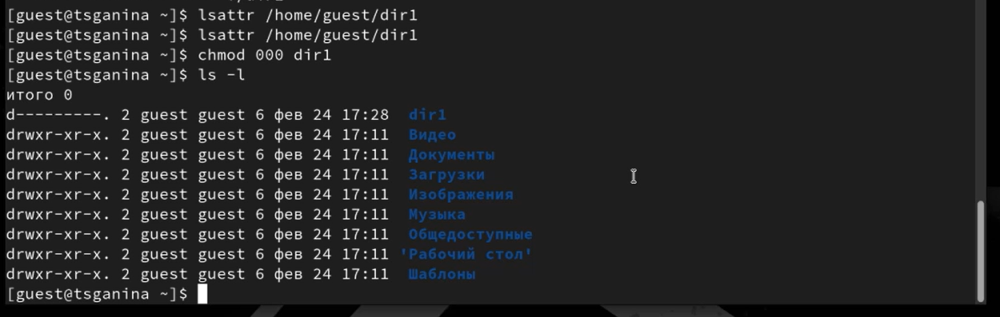 [guest@tsganina ~]$ lsattr /home/guest/dir1
[guest@tsganina ~]$ lsattr /home/guest/dir1
[guest@tsganina ~]$ chmod 000 dir1
[guest@tsganina ~]$ ls -l
итого 0
d---------. 2 guest guest 6 фев 24 17:28  dir1
drwxr-xr-x. 2 guest guest 6 фев 24 17:11  Видео
drwxr-xr-x. 2 guest guest 6 фев 24 17:11  Документы
drwxr-xr-x. 2 guest guest 6 фев 24 17:11  Загрузки
drwxr-xr-x. 2 guest guest 6 фев 24 17:11  Изображения
drwxr-xr-x. 2 guest guest 6 фев 24 17:11  Музыка
drwxr-xr-x. 2 guest guest 6 фев 24 17:11  Общедоступные
drwxr-xr-x. 2 guest guest 6 фев 24 17:11 'Рабочий стол'
drwxr-xr-x. 2 guest guest 6 фев 24 17:11  Шаблоны
[guest@tsganina ~]$